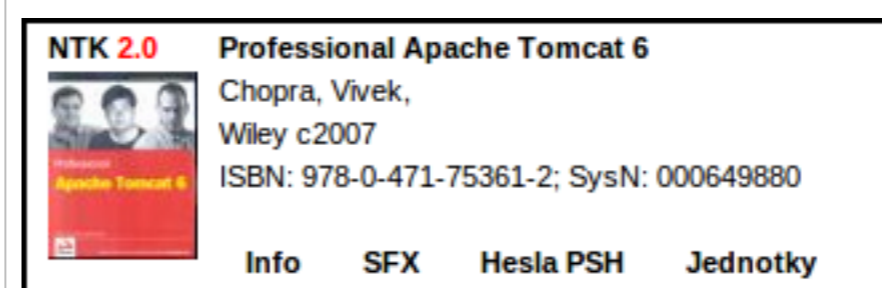 NTK 2.0
Professional Apache Tomcat 6
Chopra, Vivek,
Wiley c2007
ISBN: 978-0-471-75361-2; SysN: 000649880
Professional
Apache Tomcat 6
Info SFX Hesla PSH Jednotky